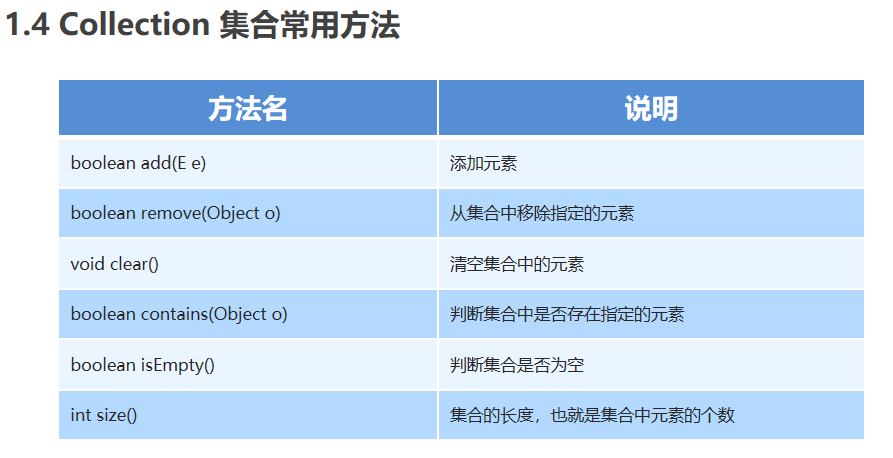 1.4 Collection 集合常用方法
方法名 说明
boolean add(E e) 添加元素
boolean remove(Object o) 从集合中移除指定的元素
void clear() 清空集合中的元素
boolean contains(Object o) 判断集合中是否存在指定的元素
boolean isEmpty() 判断集合是否为空
int size() 集合的长度，也就是集合中元素的个数